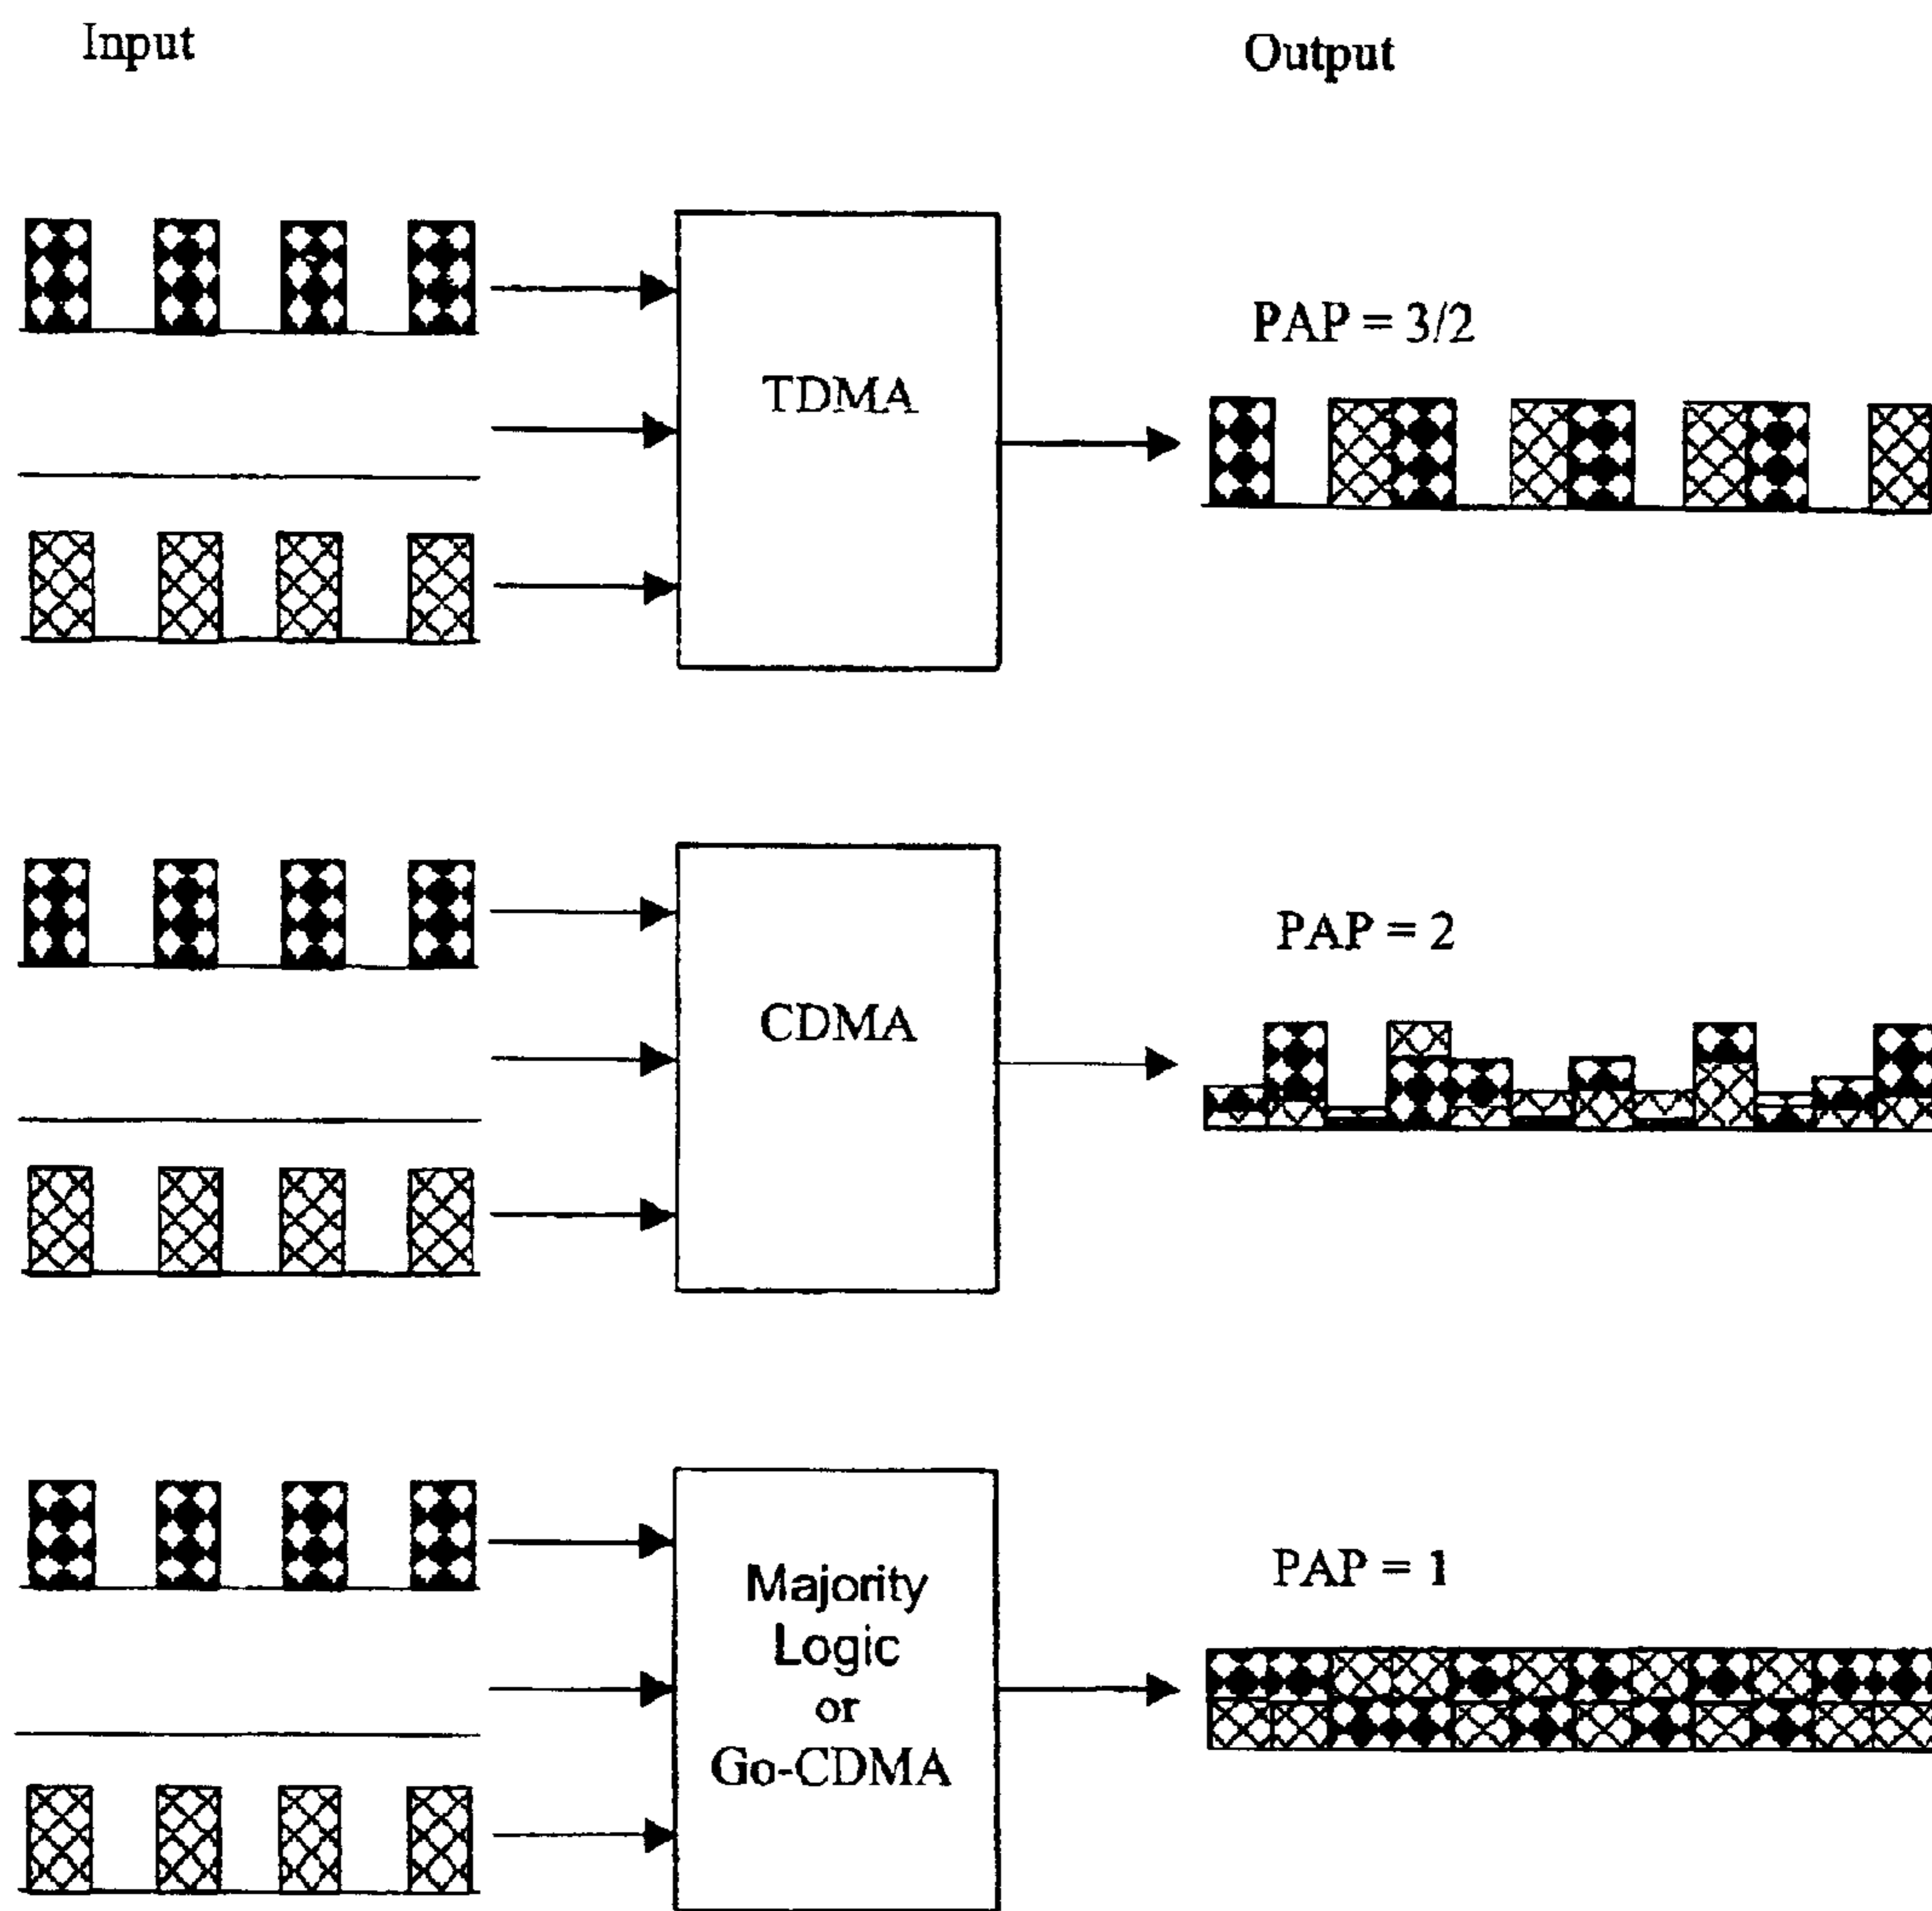 Input
Output
TDMA
PAP = 3/2
CDMA
PAP = 2
Majority
Logic
or
Go-CDMA
PAP = 1